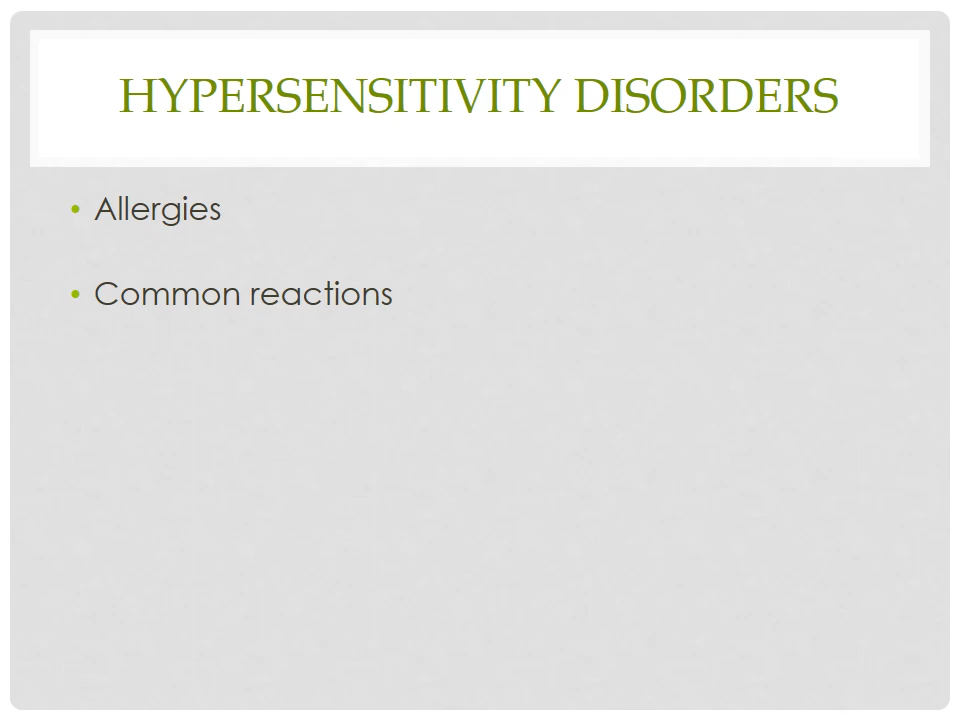 HYPERSENSITIVITY DISORDERS
• Allergies
• Common reactions